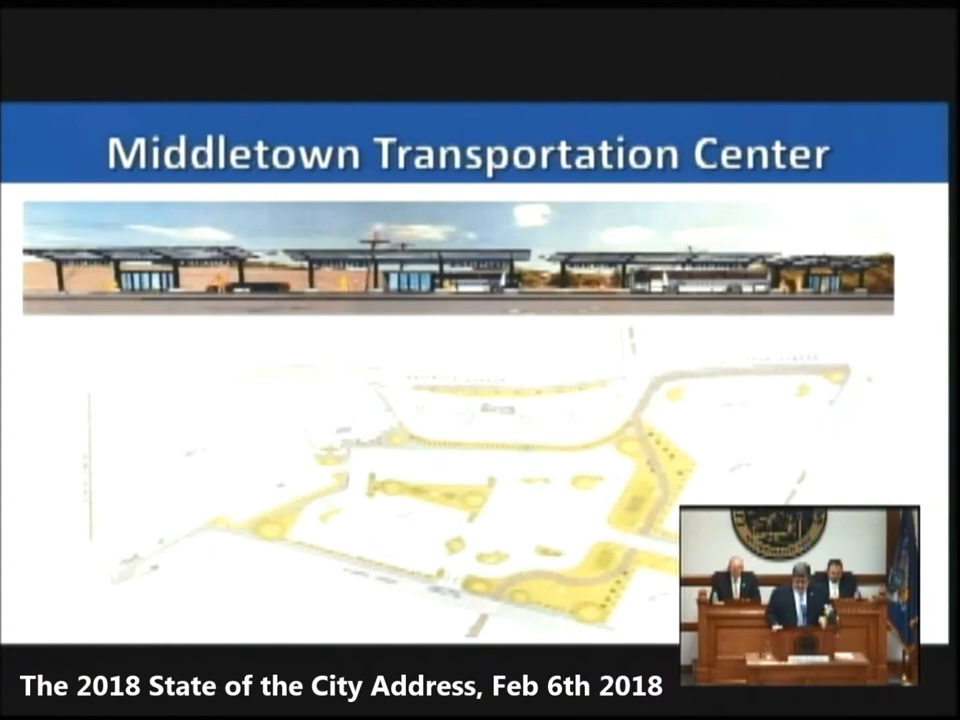 Middletown Transportation Center
The 2018 State of the City Address, Feb 6th 2018